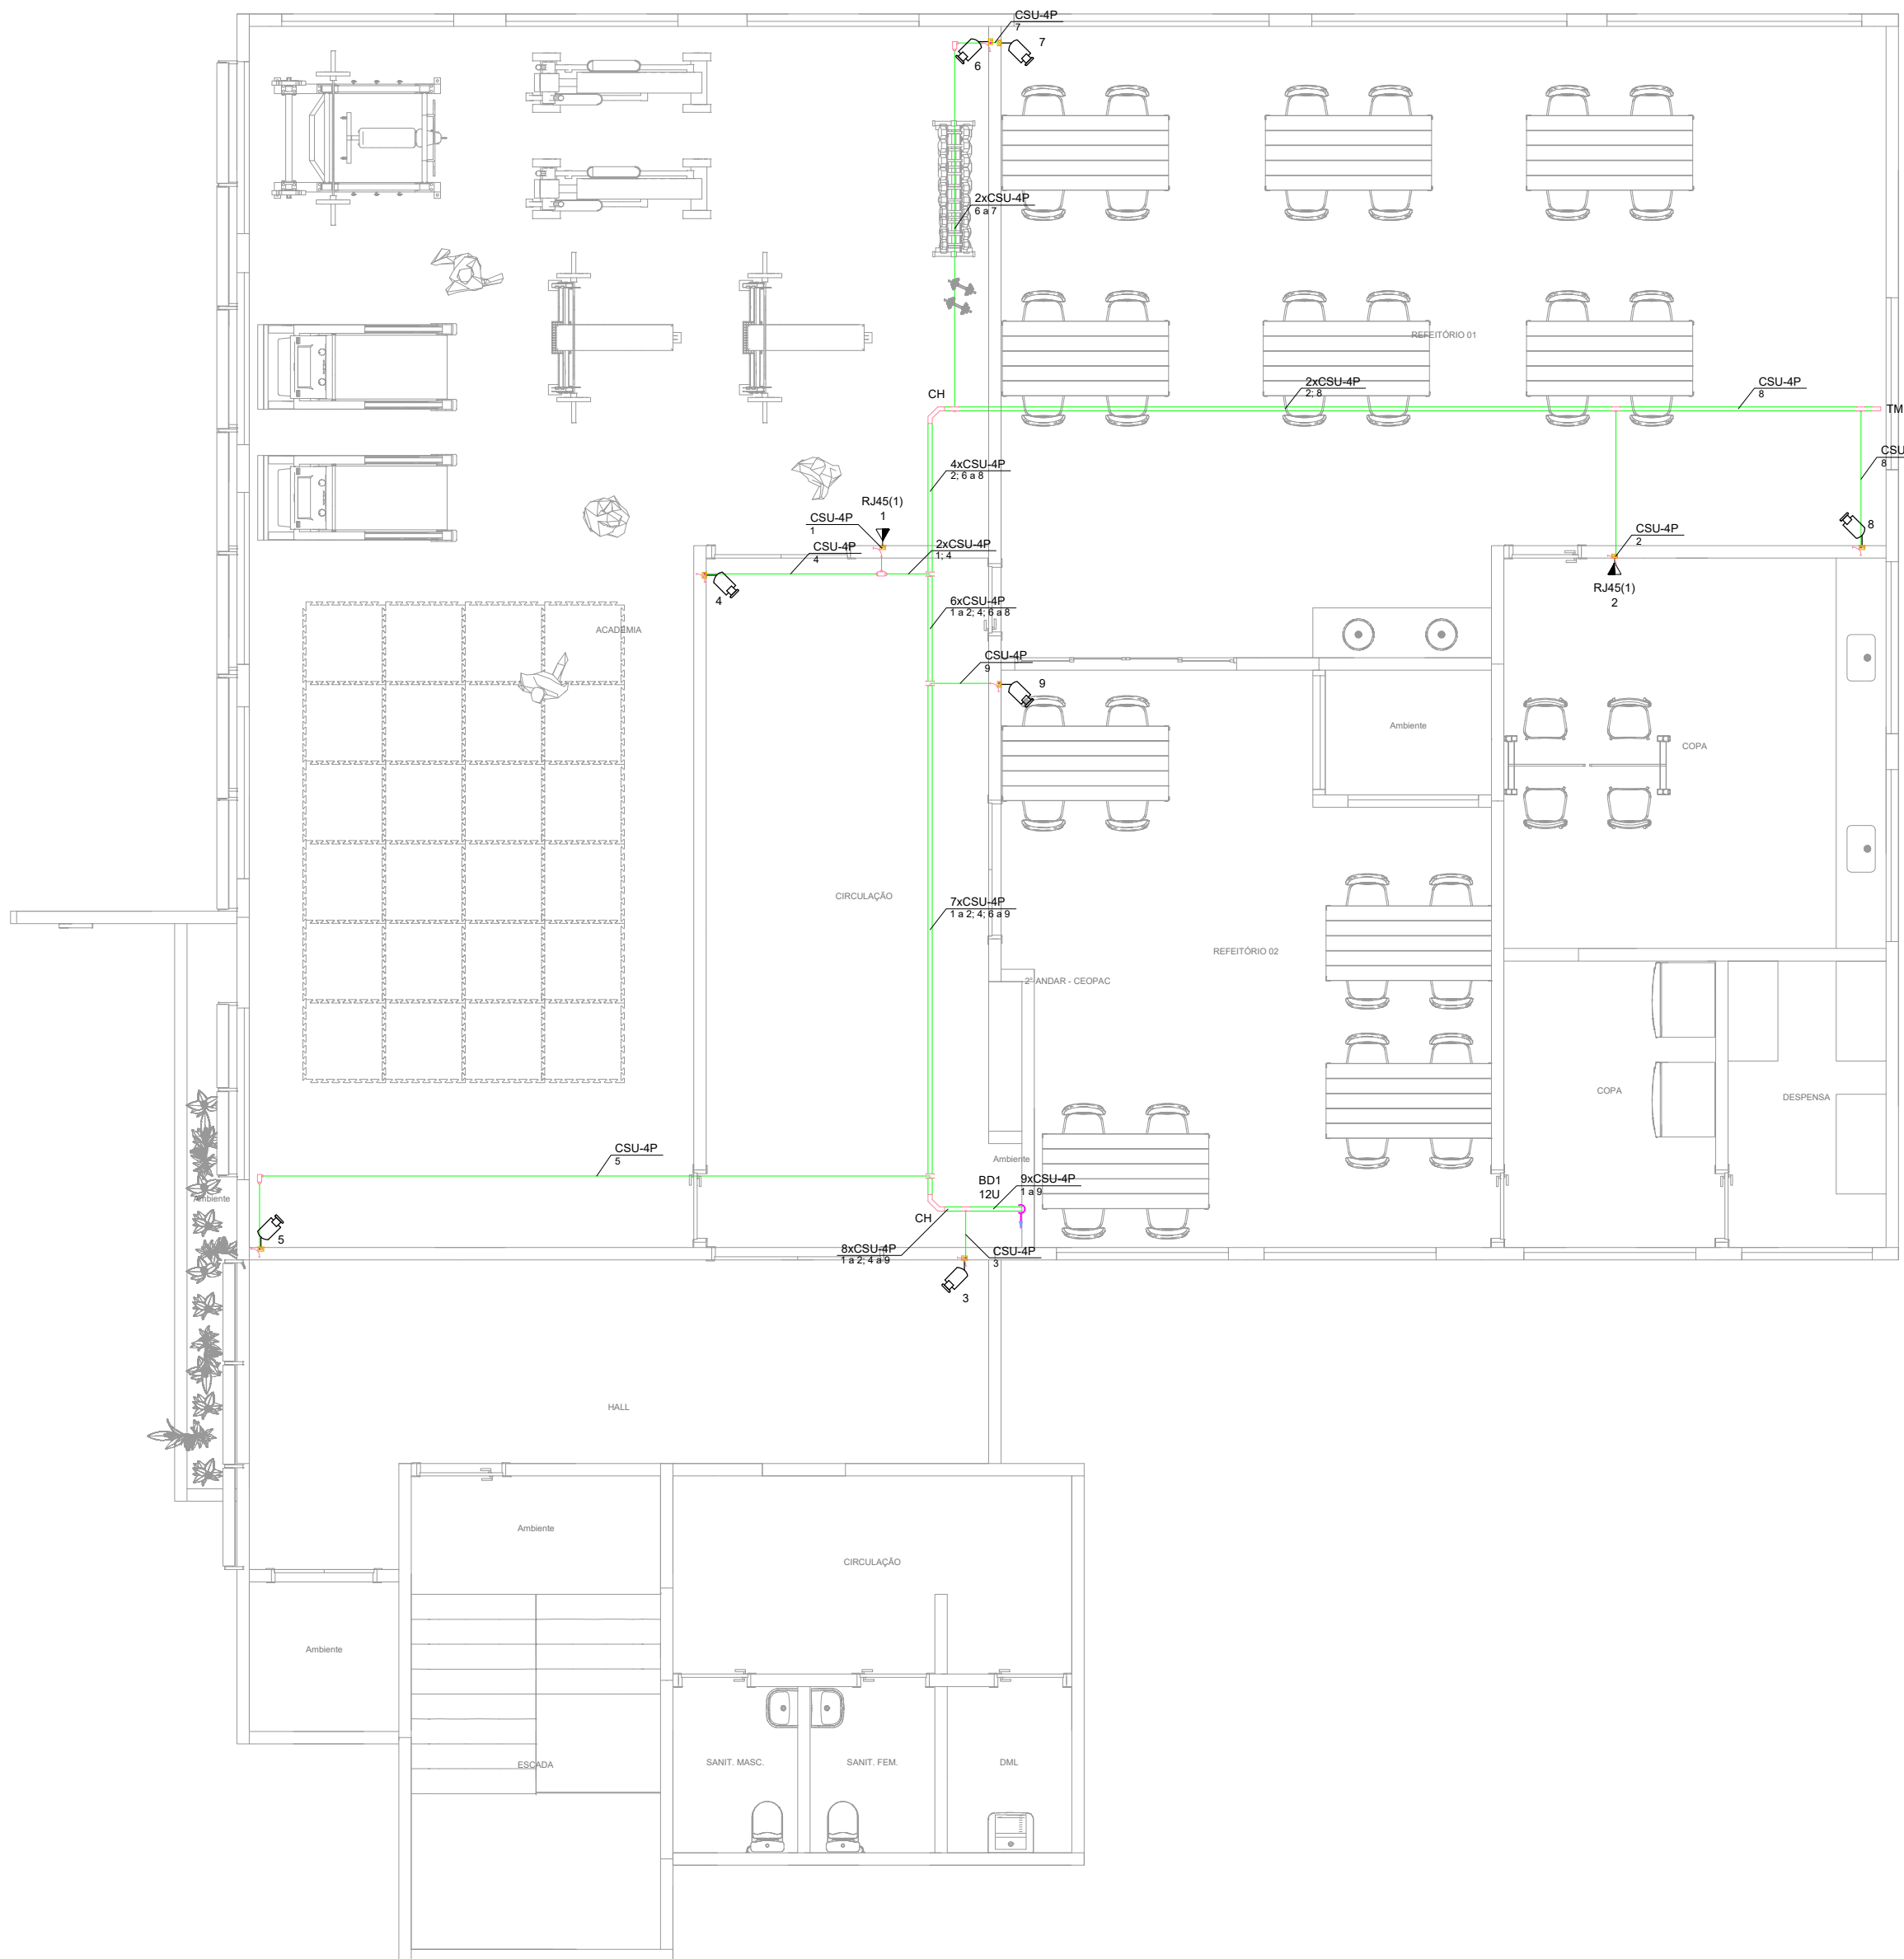 CSU-4P
7
7
6
2xCSU-4P
6 a 7
REFEITÓRIO 01
CH
2xCSU-4P
2; 8
CSU-4P
8
TM
4xCSU-4P
2; 6 a 8
CSU
8
RJ45(1)
1
CSU-4P
1
CSU-4P
4
2xCSU-4P
1; 4
CSU-4P
2
8
4
RJ45(1)
2
6xCSU-4P
1 a 2; 4; 6 a 8
ACADEMIA
CSU-4P
9
9
Ambiente
COPA
CIRCULAÇÃO
7xCSU-4P
1 a 2; 4; 6 a 9
REFEITÓRIO 02
2º ANDAR - CEOPAC
COPA
DESPENSA
CSU-4P
5
Ambiente
BD1
12U
9xCSU-4P
1 a 9
Ambiente
CH
5
8xCSU-4P
1 a 2; 4 a 9
CSU-4P
3
3
HALL
Ambiente
CIRCULAÇÃO
Ambiente
ESCADA
SANIT. MASC.
SANIT. FEM.
DML